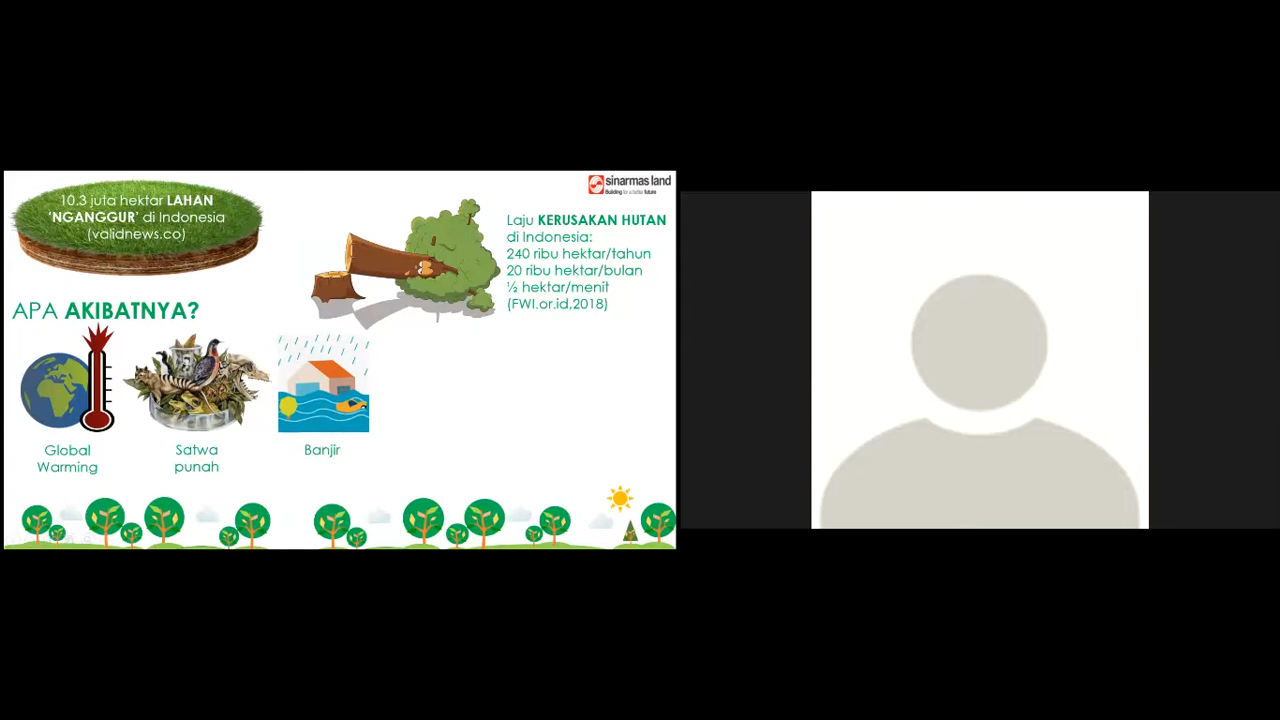 10.3 juta hektar LAHAN
'NGANGGUR' di Indonesia
(validnews.co)
sinarmas land
Building for a better future
Laju KERUSAKAN HUTAN
di Indonesia:
240 ribu hektar/tahun
20 ribu hektar/bulan
½ hektar/menit
(FWI.or.id,2018)
APA AKIBATNYA?
Global
Warming
Satwa
punah
Banjir